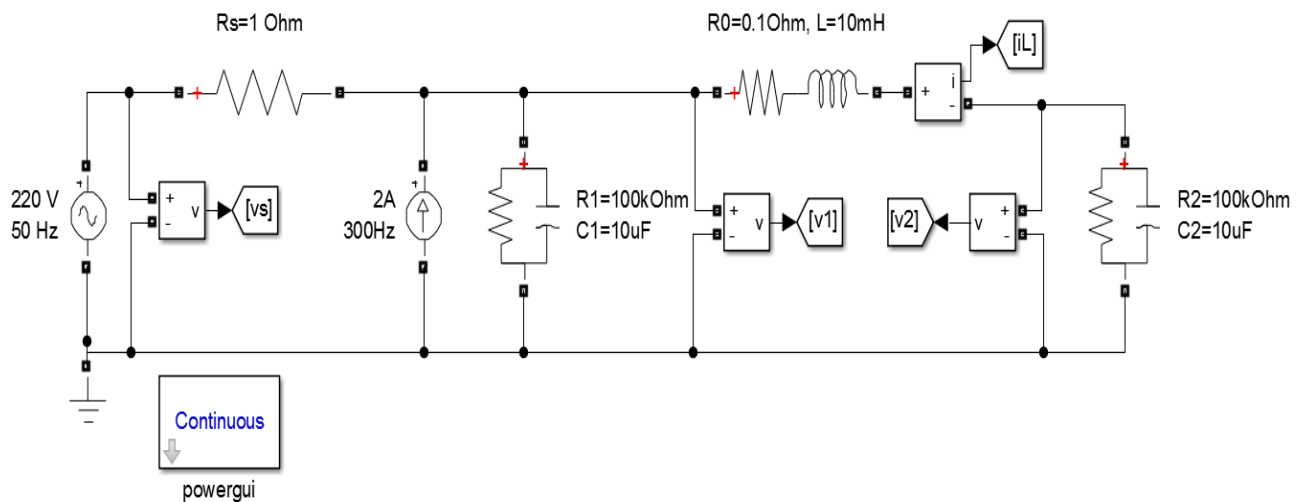 Rs=1 Ohm
R0=0.1Ohm, L=10mH
[iL]
i
+
-
220 V
50 Hz
+
-
v
[vs]
2A
300Hz
R1=100kOhm
C1=10uF
+
-
v
[v1]
[v2]
v
+
-
R2=100kOhm
C2=10uF
Continuous
powergui